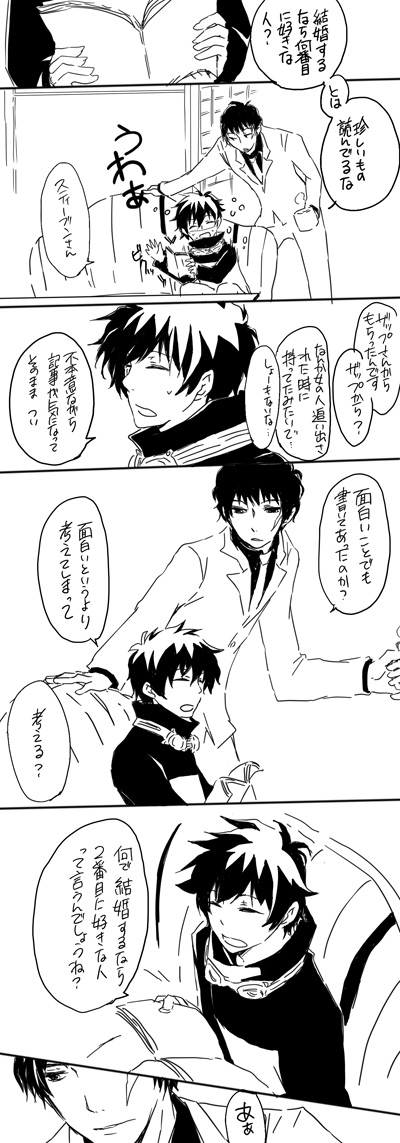 結婚する
なら何番目
に好きな
人？
とは
珍しいもの
読んでるな
うわぁ
スティーブンさん
ビクッ
ザップさんから
もらったんです
ザップから？
なんか女の人追い出さ
れた時に
持ってたみたいで…
しょーもないな…
不本意ながら
記事が気になって
そのまま つい
面白いことでも
書いてあったのか？
面白いというより
考えてしまって
考える？
何で結婚するなら
2番目に好きな人
って言うんでしょうね？
あぁ